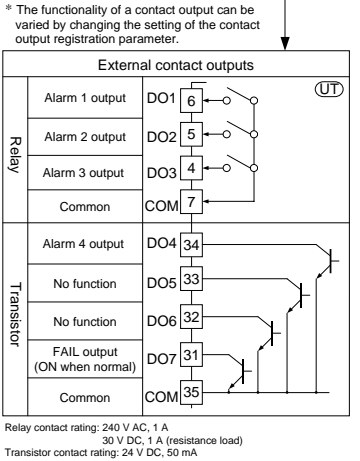 * The functionality of a contact output can be
varied by changing the setting of the contact
output registration parameter.
External contact outputs
UT
Relay
Alarm 1 output DO1 6
Alarm 2 output DO2 5
Alarm 3 output DO3 4
Common COM 7
Transistor
Alarm 4 output DO4 34
No function DO5 33
No function DO6 32
FAIL output
(ON when normal) DO7 31
Common COM 35
Relay contact rating: 240 V AC, 1 A
30 V DC, 1 A (resistance load)
Transistor contact rating: 24 V DC, 50 mA